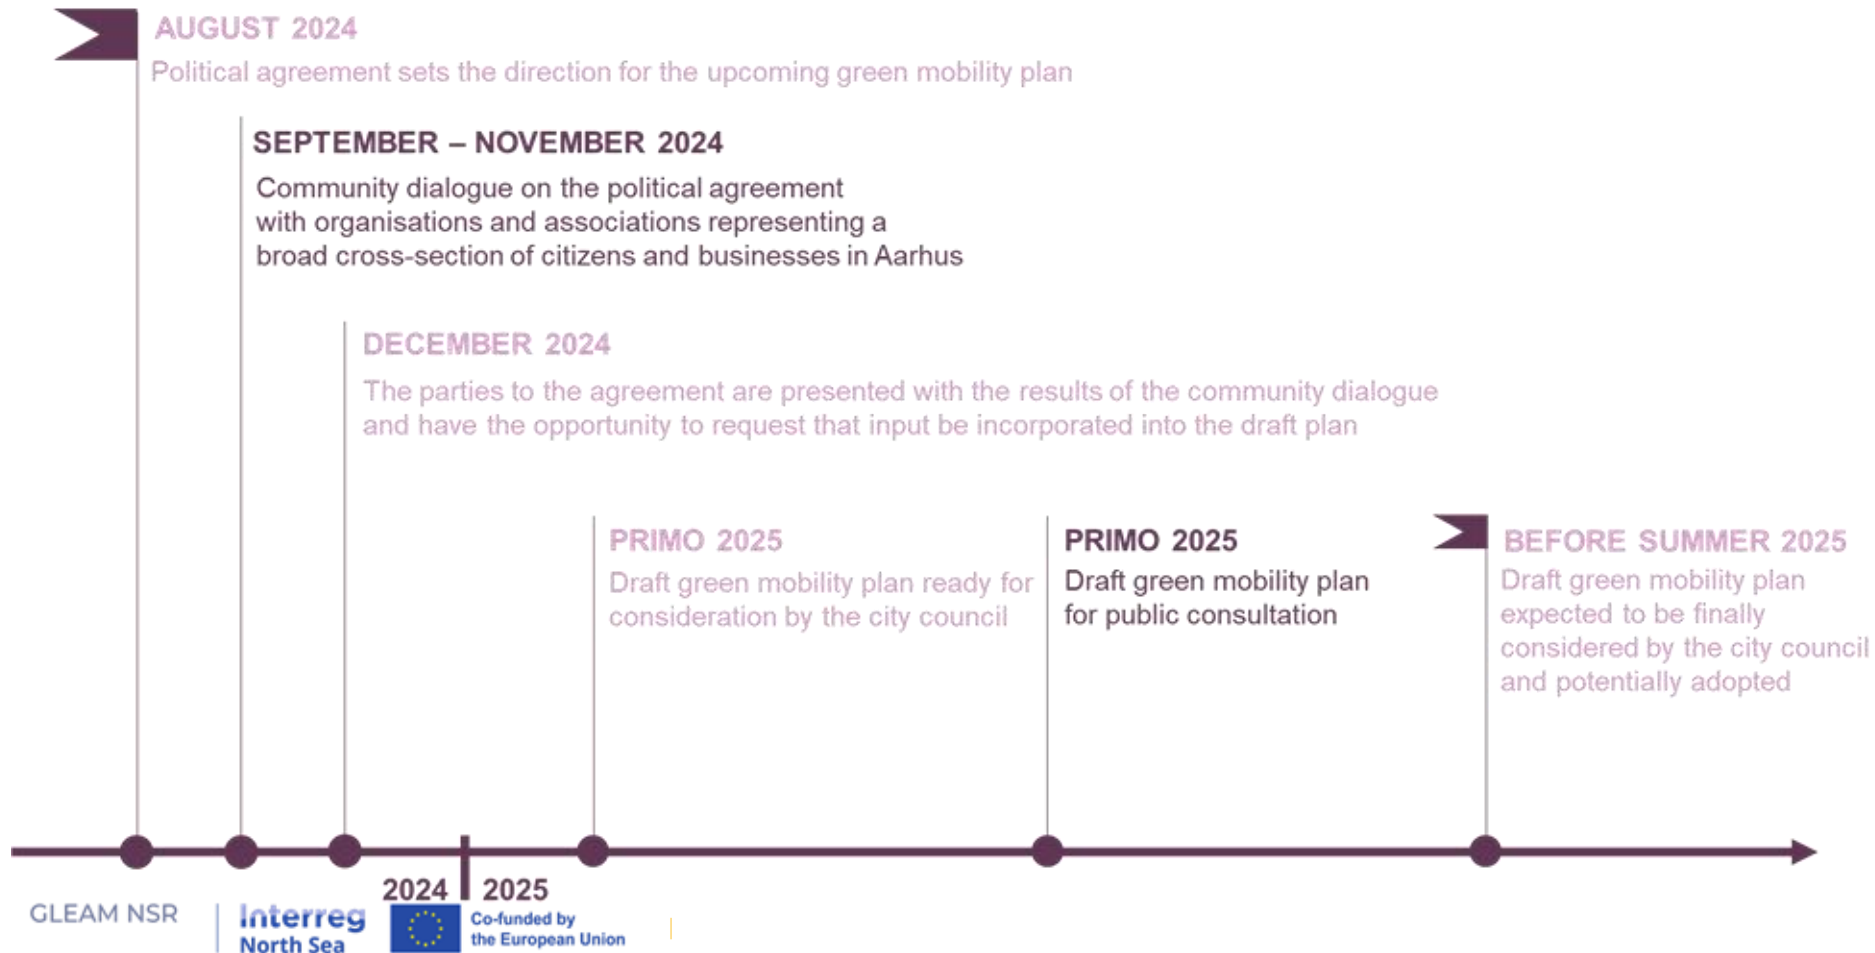 AUGUST 2024
Political agreement sets the direction for the upcoming green mobility plan
SEPTEMBER – NOVEMBER 2024
Community dialogue on the political agreement
with organisations and associations representing a
broad cross-section of citizens and businesses in Aarhus
DECEMBER 2024
The parties to the agreement are presented with the results of the community dialogue
and have the opportunity to request that input be incorporated into the draft plan
PRIMO 2025
Draft green mobility plan ready for
consideration by the city council
PRIMO 2025
Draft green mobility plan
for public consultation
BEFORE SUMMER 2025
Draft green mobility plan
expected to be finally
considered by the city council
and potentially adopted
2024
2025
GLEAM NSR
Interreg
North Sea
Co-funded by
the European Union